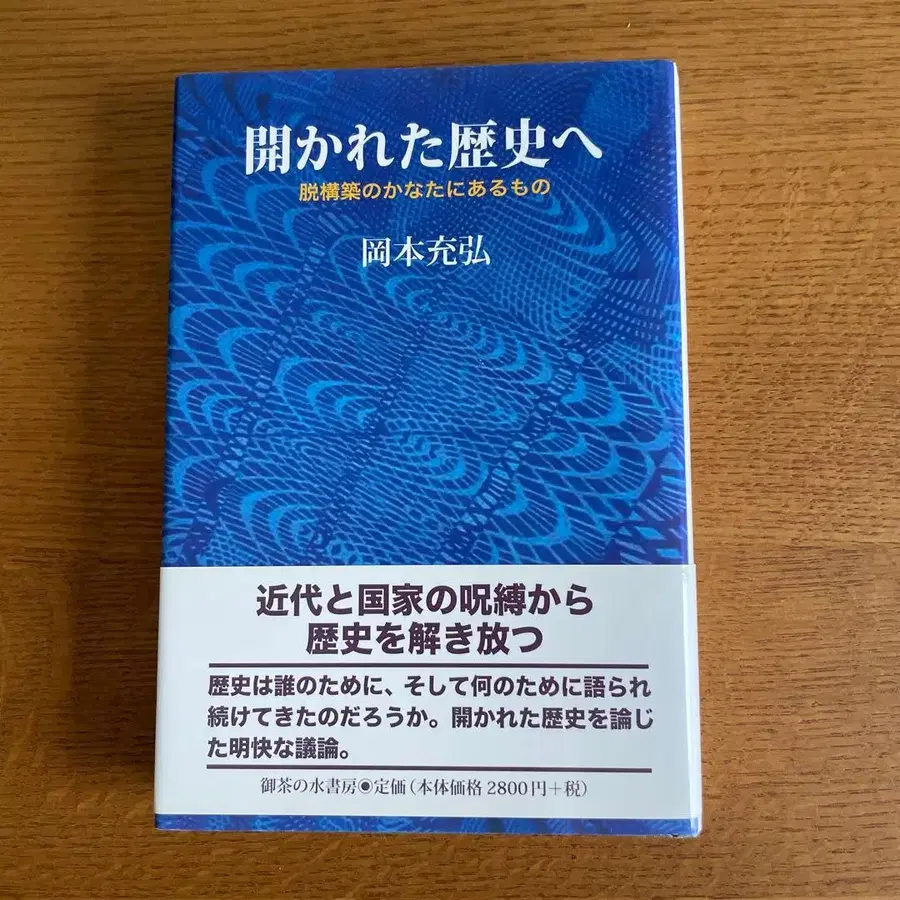 開かれた歴史へ
脱構築のかなたにあるもの
岡本充弘
近代と国家の呪縛から
歴史を解き放つ
歴史は誰のために、そして何のために語られ
続けてきたのだろうか。開かれた歴史を論じ
た明快な議論。
御茶の水書房◉定価(本体価格2800円+税)